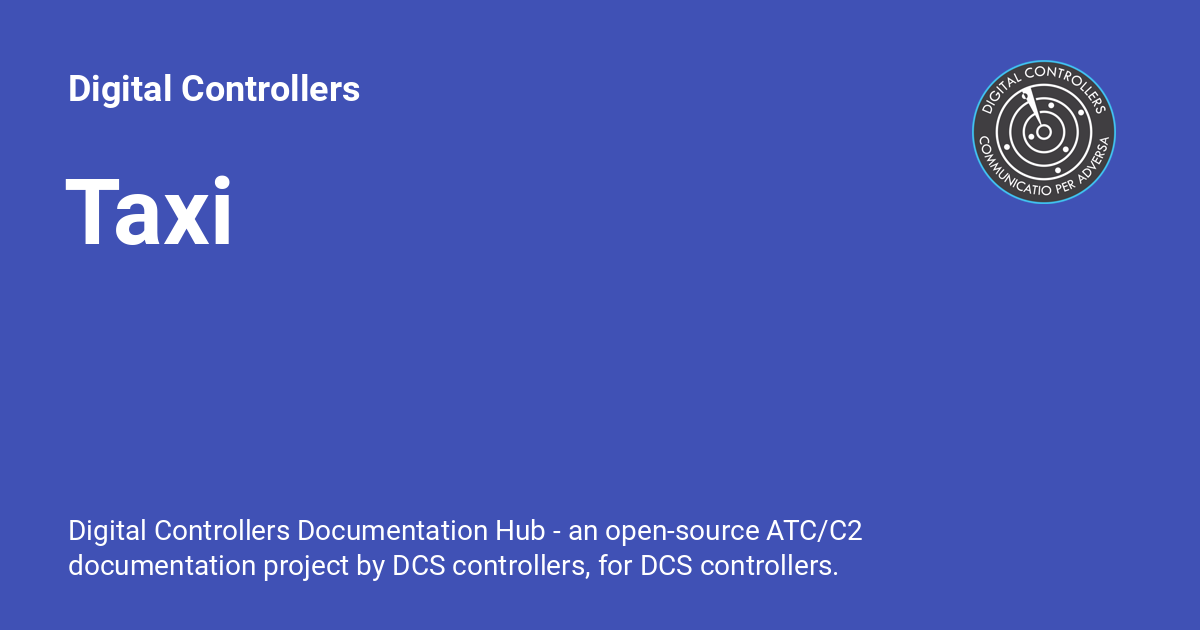 Digital Controllers
DIGITAL CONTROLLERS
COMMUNICATIO PER ADVERSA
Taxi
Digital Controllers Documentation Hub - an open-source ATC/C2
documentation project by DCS controllers, for DCS controllers.